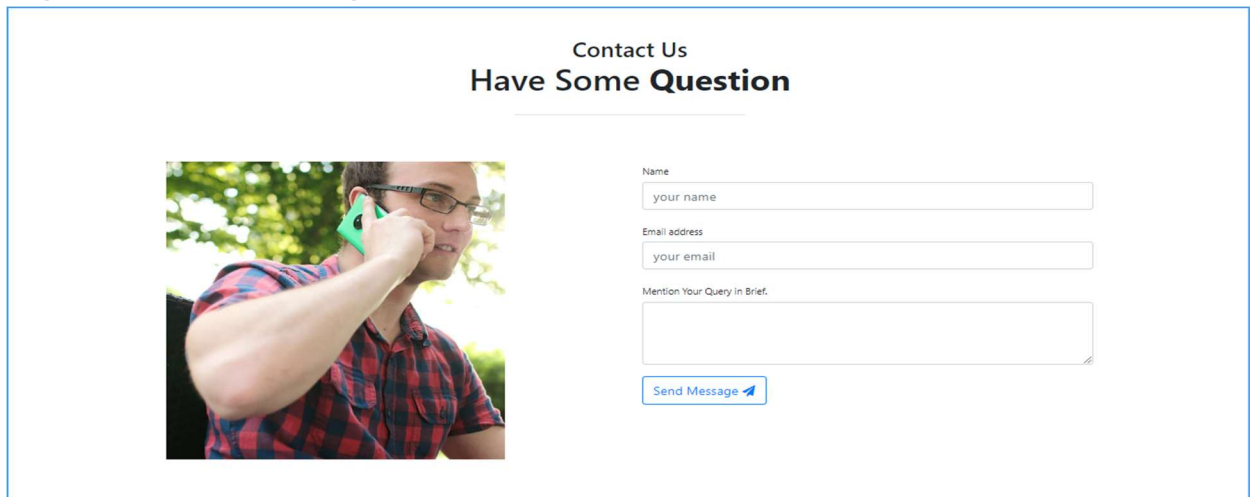 Contact Us
Have Some Question
Name
your name
Email address
your email
Mention Your Query in Brief.
Send Message